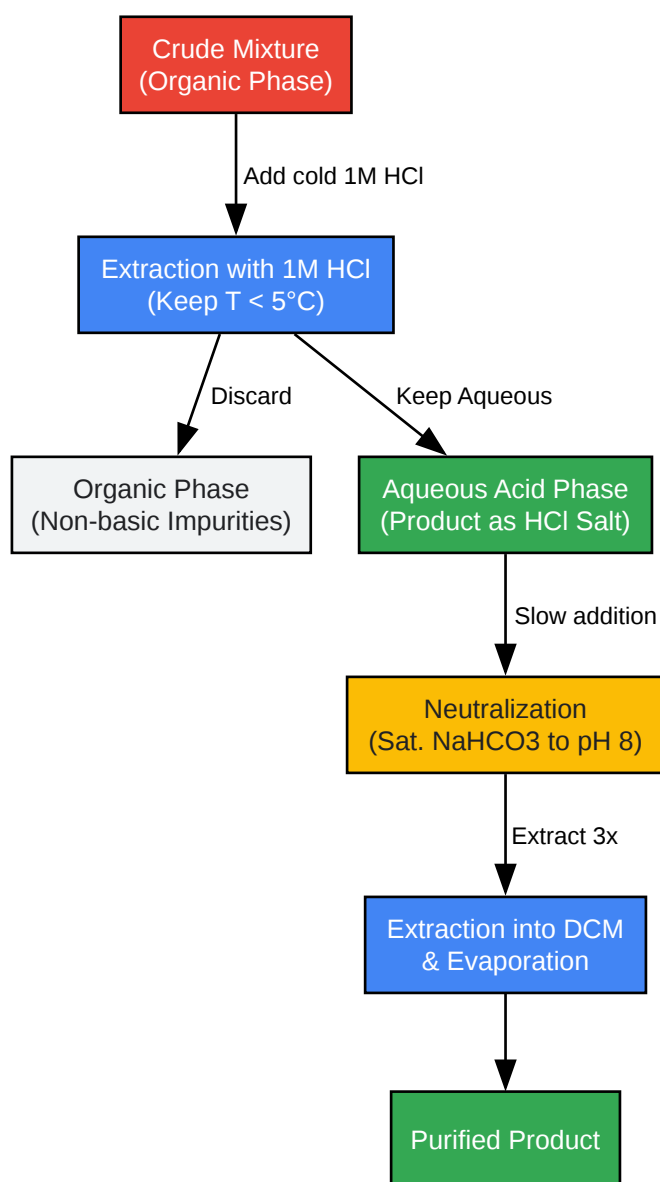 Crude Mixture
(Organic Phase)
Add cold 1M HCl
Extraction with 1M HCl
(Keep T < 5°C)
Discard
Keep Aqueous
Organic Phase
(Non-basic Impurities)
Aqueous Acid Phase
(Product as HCl Salt)
Slow addition
Neutralization
(Sat. NaHCO3 to pH 8)
Extract 3x
Extraction into DCM
& Evaporation
Purified Product